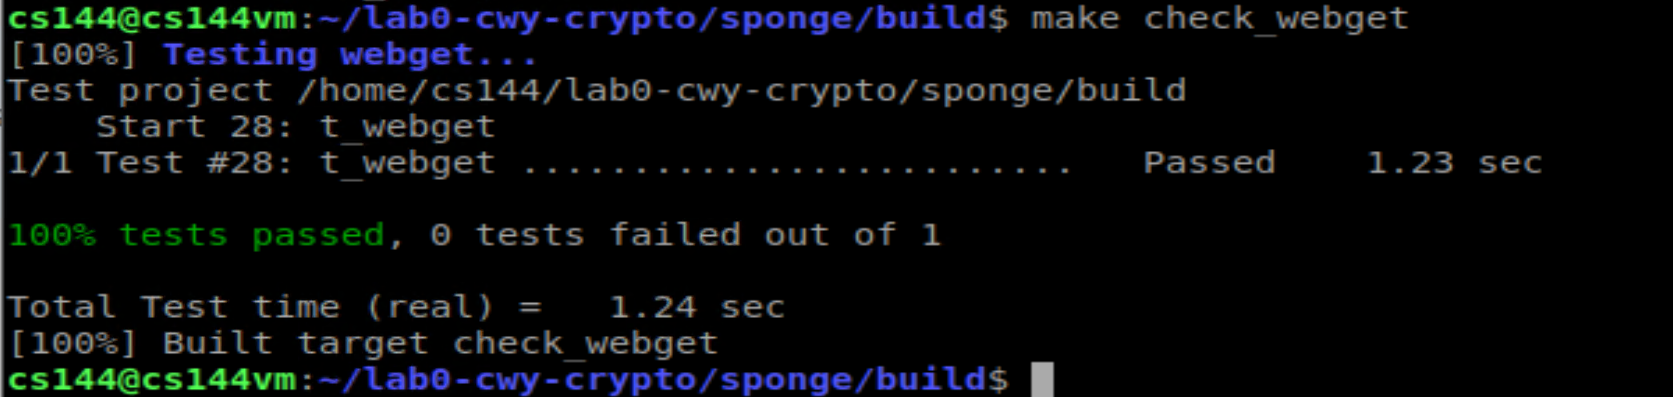 cs144@cs144vm:~/lab0-cwy-crypto/sponge/build$ make check_webget
[100%] Testing webget...
Test project /home/cs144/lab0-cwy-crypto/sponge/build
    Start 28: t_webget
1/1 Test #28: t_webget .........................   Passed    1.23 sec

100% tests passed, 0 tests failed out of 1

Total Test time (real) =   1.24 sec
[100%] Built target check_webget
cs144@cs144vm:~/lab0-cwy-crypto/sponge/build$